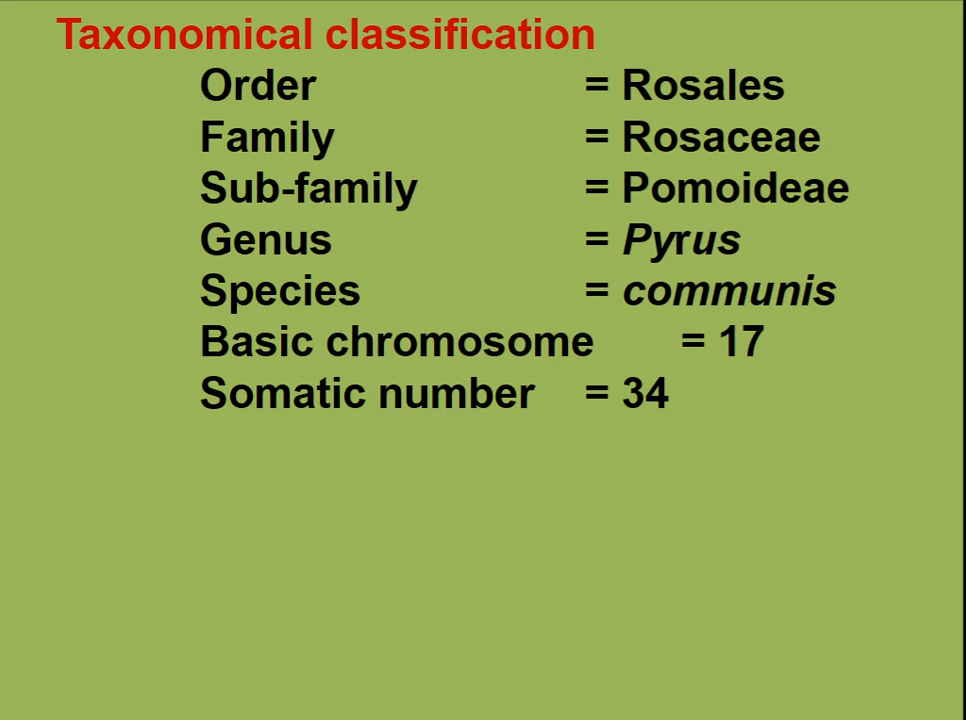 Taxonomical classification
Order = Rosales
Family = Rosaceae
Sub-family = Pomoideae
Genus = Pyrus
Species = communis
Basic chromosome = 17
Somatic number = 34